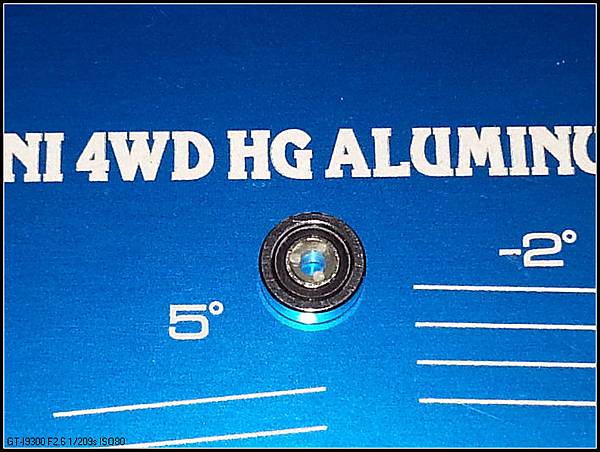 NI 4WD HG ALUMINU
-2°
5°
GT-I9300 F2.6 1/209s ISO80